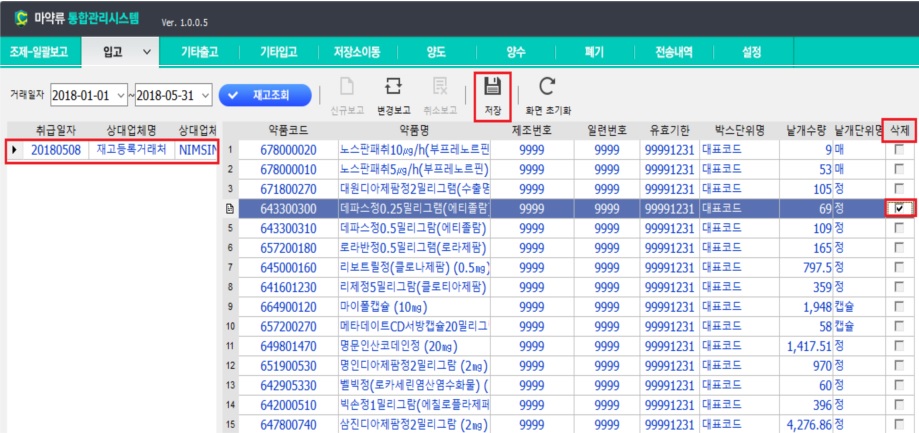 마약류 통합관리시스템 Ver. 1.0.0.5
조제-일괄보고 입고 기타출고 기타입고 저장소이동 양도 양수 폐기 전송내역 설정
거래일자 2018-01-01 ~ 2018-05-31 재고조회 신규보고 변경보고 취소보고 저장 화면 초기화
취급일자 상대업체명 상대업체 약품코드 약품명 제조번호 일련번호 유효기한 박스단위명 낱개수량 낱개단위명 삭제
20180508 재고등록거래처 NIMSIN 1 678000020 노스판패취10㎍/h(부프레노르핀 9999 9999 99991231 대표코드 9 매
2 678000010 노스판패취5㎍/h(부프레노르핀) 9999 9999 99991231 대표코드 53 매
3 671800270 대원디아제팜정2밀리그램(수출명 9999 9999 99991231 대표코드 105 정
643300300 데파스정0.25밀리그램(에티졸람) 9999 9999 99991231 대표코드 69 정
5 643300310 데파스정0.5밀리그람(에티졸람) 9999 9999 99991231 대표코드 109 정
6 657200180 로라반정0.5밀리그램(로라제팜) 9999 9999 99991231 대표코드 165 정
7 645000160 리보트릴정(클로나제팜) (0.5㎎) 9999 9999 99991231 대표코드 797.5 정
8 641601230 리제정5밀리그람(클로티아제팜) 9999 9999 99991231 대표코드 359 정
9 664900120 마이폴캡슐 (10㎎) 9999 9999 99991231 대표코드 1,948 캡슐
10 657200270 메타데이트CD서방캡슐20밀리그 9999 9999 99991231 대표코드 58 캡슐
11 649801470 명문인산코데인정 (20㎎) 9999 9999 99991231 대표코드 1,417.51 정
12 651900530 명인디아제팜정2밀리그람 (2㎎) 9999 9999 99991231 대표코드 970 정
13 642905330 벨빅정(로카세린염산염수화물) ( 9999 9999 99991231 대표코드 60 정
14 642000510 빅손정1밀리그람(에칠로플라제페 9999 9999 99991231 대표코드 396 정
15 647800740 삼진디아제팜정2밀리그람 (2㎎) 9999 9999 99991231 대표코드 4,276.86 정